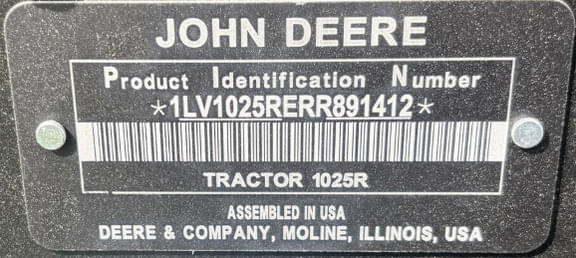 JOHN DEERE
Product Identification Number
*1LV1025RERR891412*
TRACTOR 1025R
ASSEMBLED IN USA
DEERE & COMPANY, MOLINE, ILLINOIS, USA